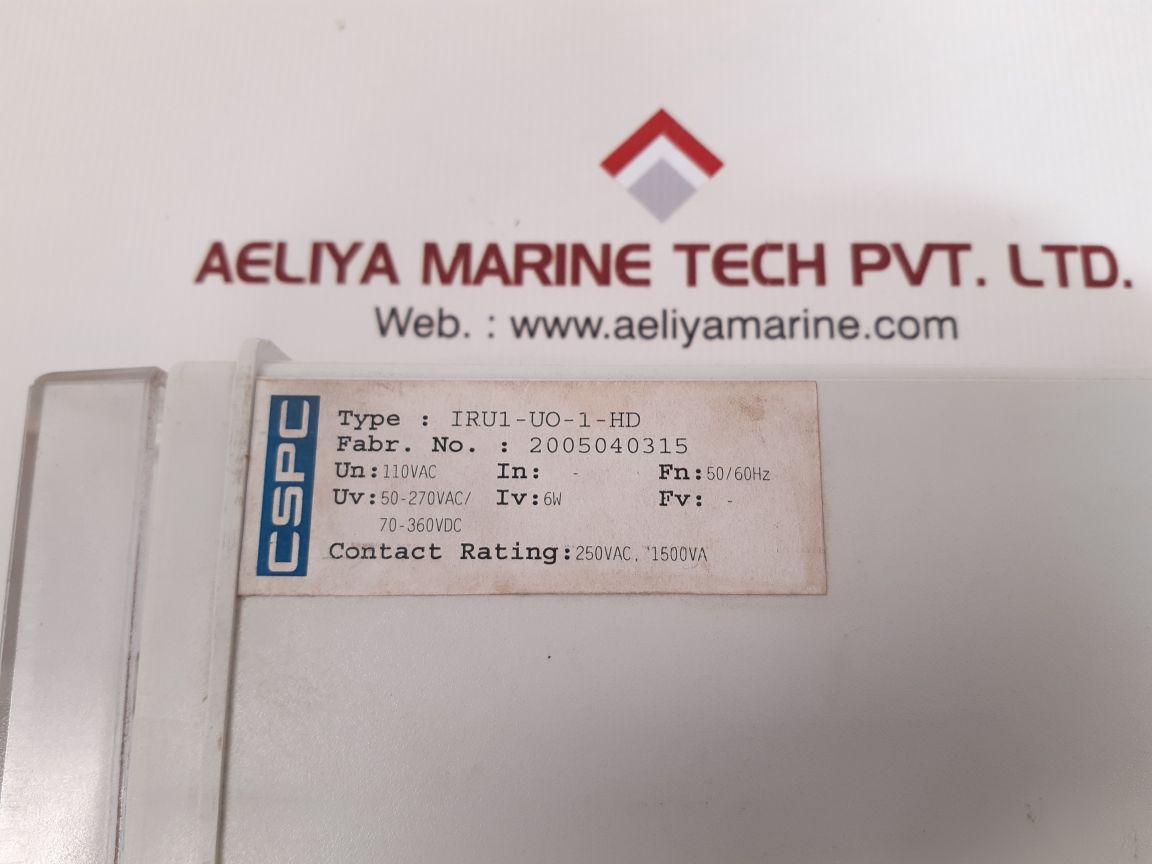 AELIYA MARINE TECH PVT. LTD.
Web. : www.aeliyamarine.com
CSPC
Type : IRU1-UO-1-HD
Fabr. No. : 2005040315
Un:110VAC In: - Fn:50/60Hz
Uv:50-270VAC/ Iv:6W Fv: -
70-360VDC
Contact Rating:250VAC, 1500VA